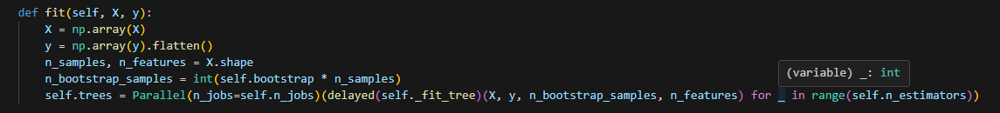 def fit(self, X, y):
X = np.array(X)
y = np.array(y).flatten()
n_samples, n_features = X.shape
n_bootstrap_samples = int(self.bootstrap * n_samples)
(variable) _: int
self.trees = Parallel(n_jobs=self.n_jobs)(delayed(self._fit_tree)(X, y, n_bootstrap_samples, n_features) for _ in range(self.n_estimators))